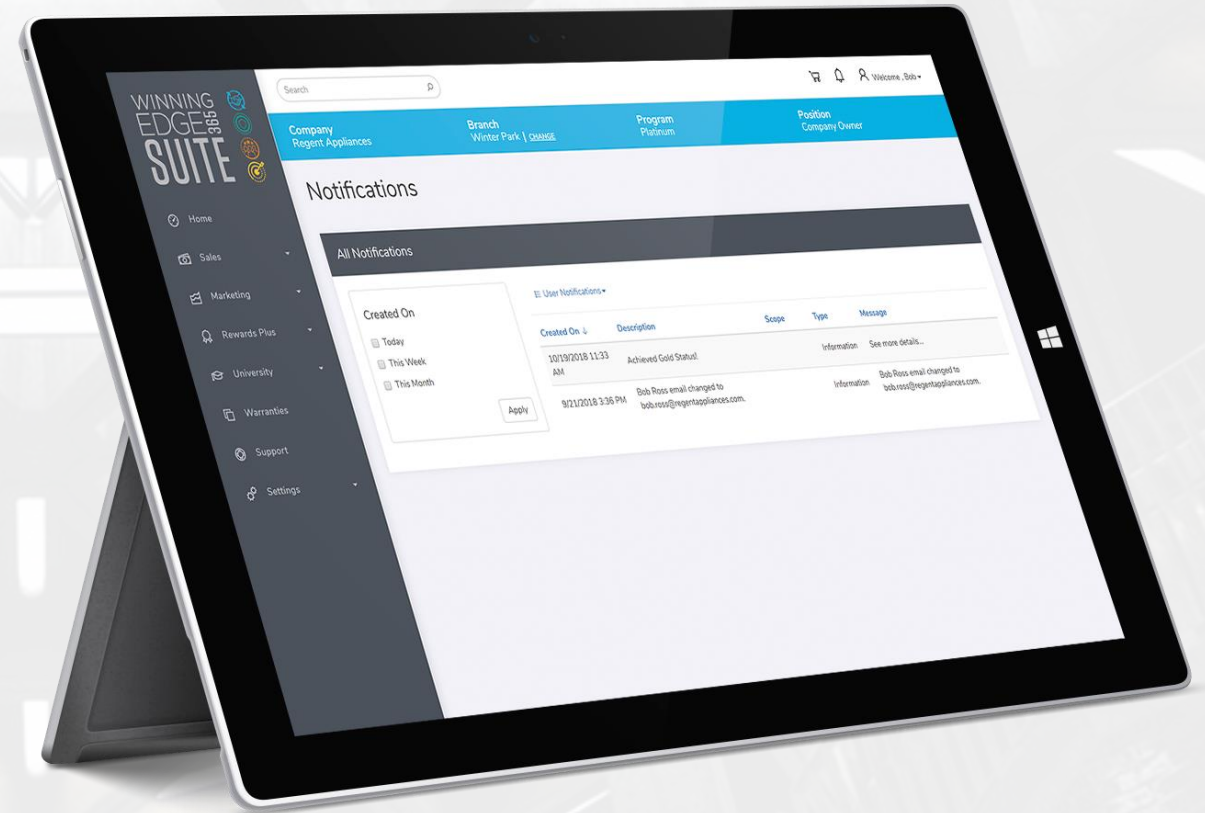 WINNING
EDGE 365
SUITE
Search
Welcome , Bob
Company
Regent Appliances
Branch
Winter Park | CHANGE
Program
Platinum
Position
Company Owner
Home
Sales
Marketing
Rewards Plus
University
Warranties
Support
Settings
Notifications
All Notifications
Created On
Today
This Week
This Month
Apply
User Notifications
Created On Description Scope Type Message
10/19/2018 11:33 AM Achieved Gold Status! Information See more details...
9/21/2018 3:36 PM Bob Ross email changed to
bob.ross@regentappliances.com.
Information Bob Ross email changed to
bob.ross@regentappliances.com.